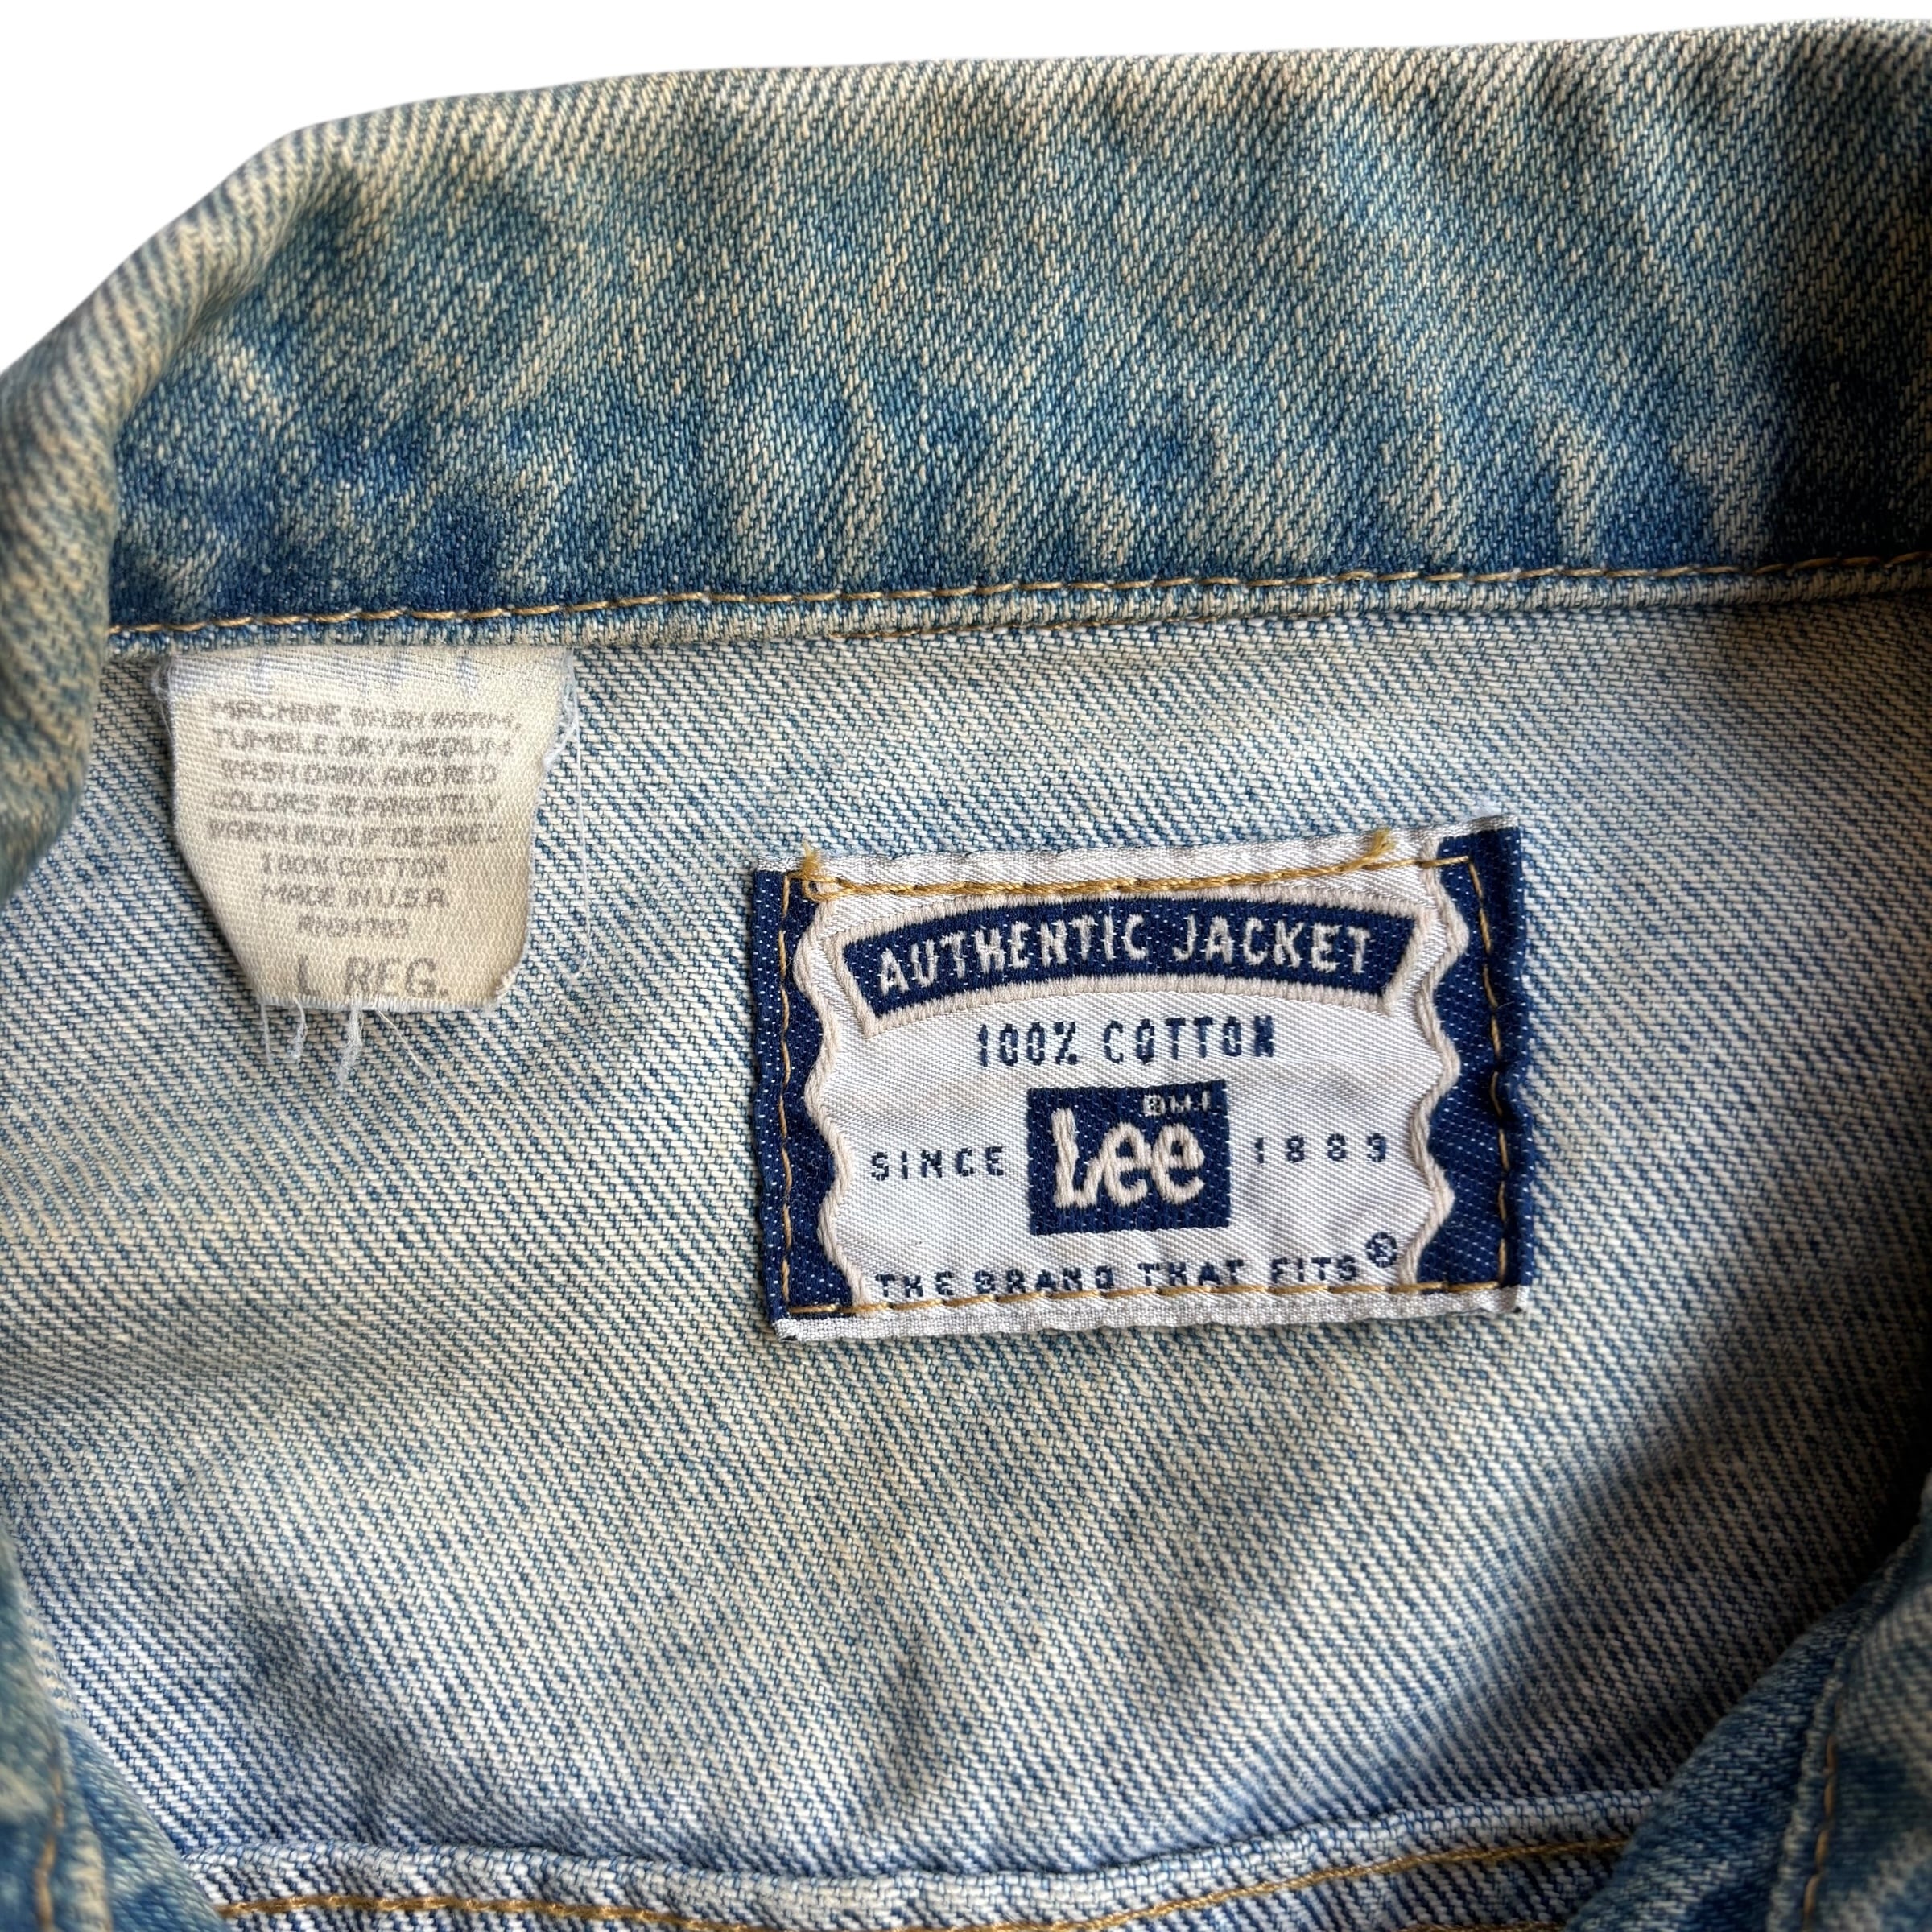 MACHINE WASH WARM,
TUMBLE DRY MEDIUM
WASH DARK AND RED
COLORS SEPARATELY
WARM IRON IF DESIRED
100% COTTON
MADE IN U.S.A.
L REG.
AUTHENTIC JACKET
100% COTTON
SINCE Lee 1889
THE BRAND THAT FITS®